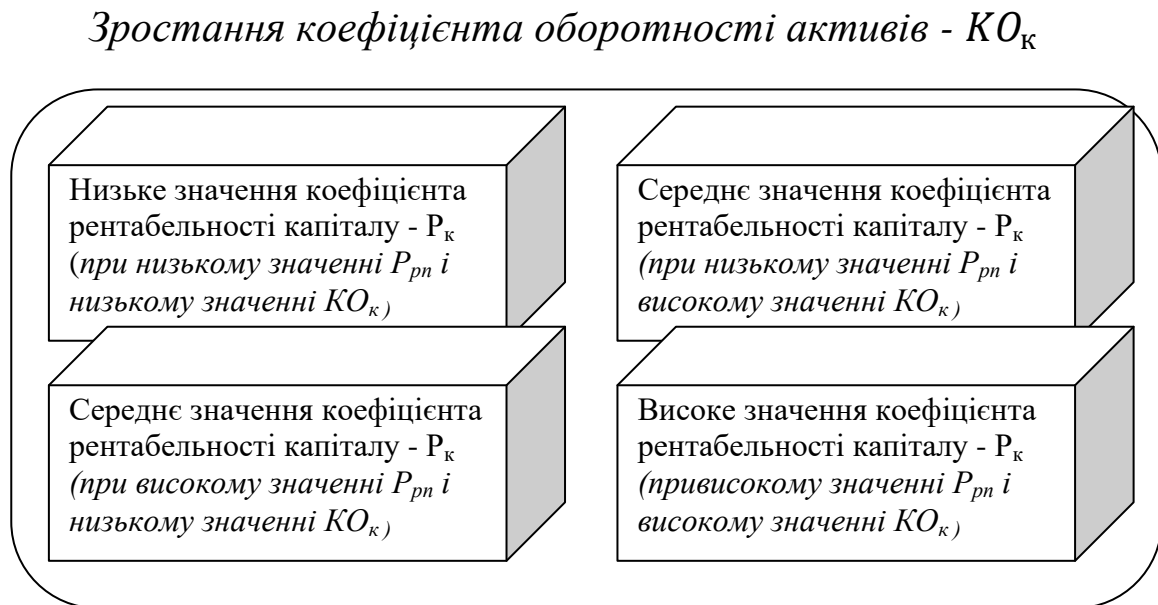 Зростання коефіцієнта оборотності активів - КОк
Низьке значення коефіцієнта
рентабельності капіталу - Рк
(при низькому значенні Ррп і
низькому значенні КОк)
Середнє значення коефіцієнта
рентабельності капіталу - Рк
(при низькому значенні Ррп і
високому значенні КОк)
Середнє значення коефіцієнта
рентабельності капіталу - Рк
(при високому значенні Ррп і
низькому значенні КОк)
Високе значення коефіцієнта
рентабельності капіталу - Рк
(привисокому значенні Ррп і
високому значенні КОк)